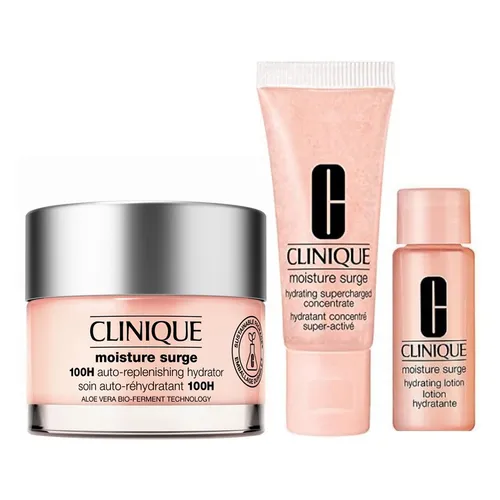 CLINIQUE
moisture surge
100H auto-replenishing hydrator
soin auto-réhydratant 100H
ALOE VERA BIO-FERMENT TECHNOLOGY
C
CLINIQUE
moisture surge
hydrating supercharged
concentrate
hydratant concentré
super-activé
C
CLINIQUE
moisture surge
hydrating lotion
lotion
hydratante